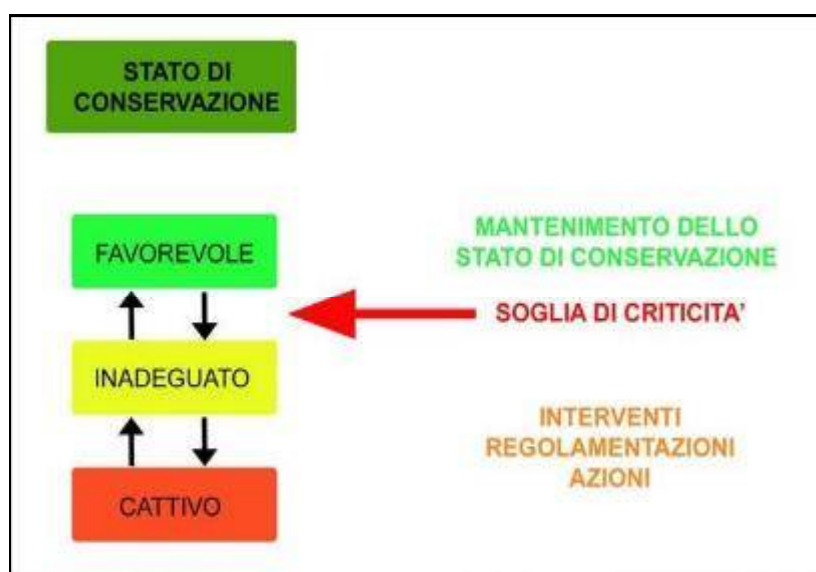 STATO DI
CONSERVAZIONE
FAVOREVOLE
MANTENIMENTO DELLO
STATO DI CONSERVAZIONE
SOGLIA DI CRITICITA'
INADEGUATO
INTERVENTI
REGOLAMENTAZIONI
AZIONI
CATTIVO